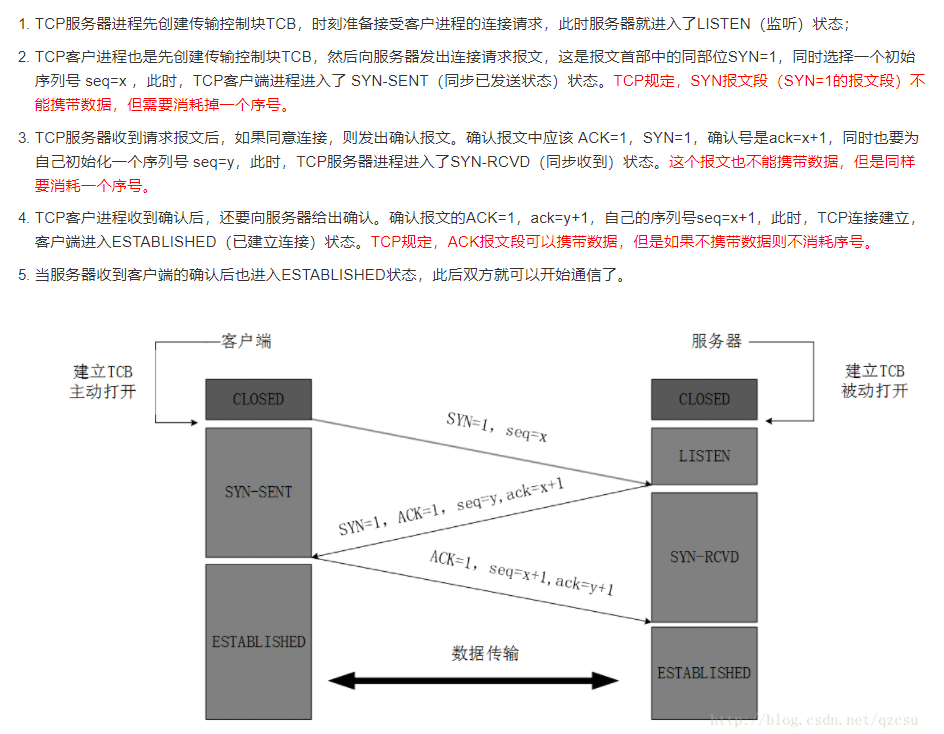 1. TCP服务器进程先创建传输控制块TCB，时刻准备接受客户进程的连接请求，此时服务器就进入了LISTEN（监听）状态；
2. TCP客户进程也是先创建传输控制块TCB，然后向服务器发出连接请求报文，这是报文首部中的同部位SYN=1，同时选择一个初始
序列号 seq=x ，此时，TCP客户端进程进入了 SYN-SENT（同步已发送状态）状态。TCP规定，SYN报文段（SYN=1的报文段）不
能携带数据，但需要消耗掉一个序号。
3. TCP服务器收到请求报文后，如果同意连接，则发出确认报文。确认报文中应该 ACK=1，SYN=1，确认号是ack=x+1，同时也要为
自己初始化一个序列号 seq=y，此时，TCP服务器进程进入了SYN-RCVD（同步收到）状态。这个报文也不能携带数据，但是同样
要消耗一个序号。
4. TCP客户进程收到确认后，还要向服务器给出确认。确认报文的ACK=1，ack=y+1，自己的序列号seq=x+1，此时，TCP连接建立，
客户端进入ESTABLISHED（已建立连接）状态。TCP规定，ACK报文段可以携带数据，但是如果不携带数据则不消耗序号。
5. 当服务器收到客户端的确认后也进入ESTABLISHED状态，此后双方就可以开始通信了。
客户端
服务器
建立TCB
主动打开
建立TCB
被动打开
CLOSED
CLOSED
SYN=1，seq=x
LISTEN
SYN-SENT
SYN=1，ACK=1，seq=y,ack=x+1
ACK=1，seq=x+1,ack=y+1
SYN-RCVD
ESTABLISHED
数据传输
ESTABLISHED
http://blog.csdn.net/qzcsu